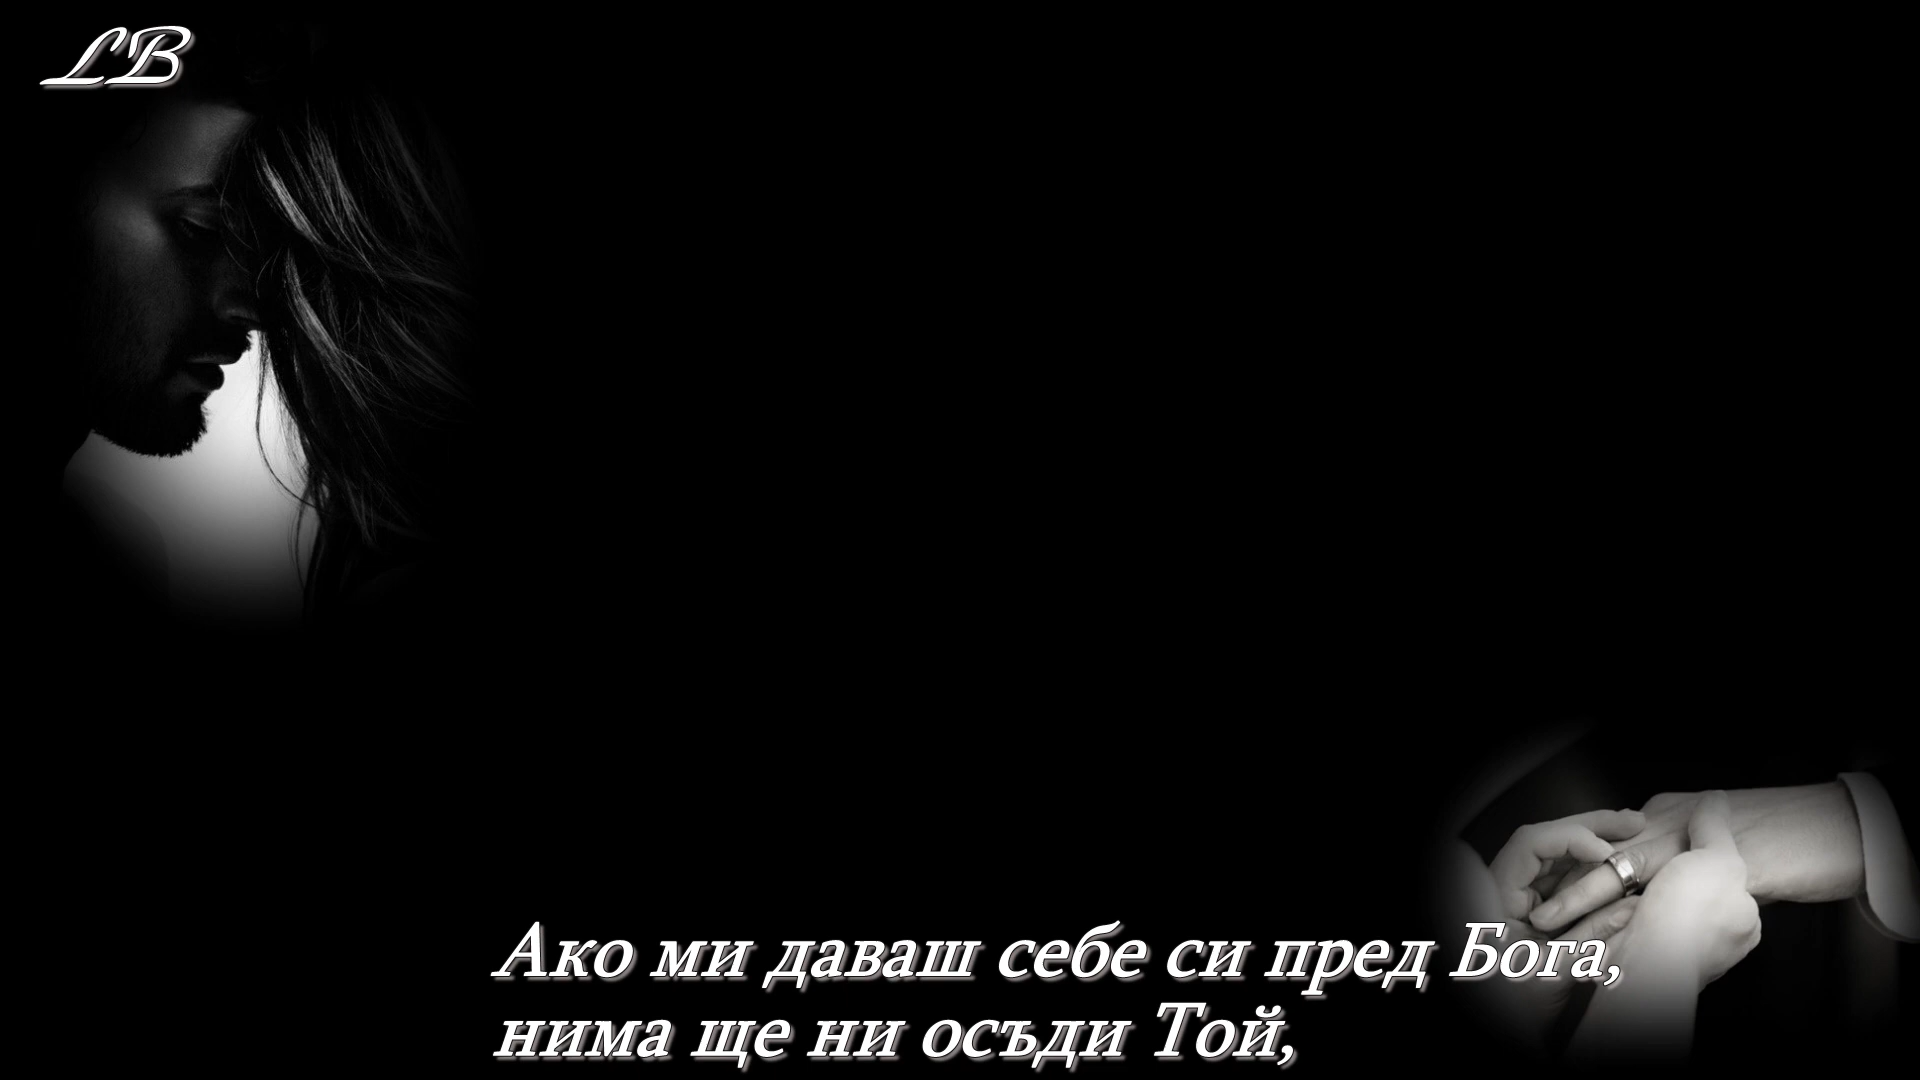 LB
Ако ми даваш себе си пред Бога,
нима ще ни осъди Той,